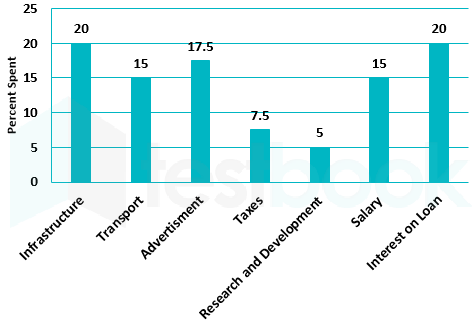 25
20
15
10
5
0
Percent Spent
20
15
17.5
7.5
5
15
20
Infrastructure
Transport
Advertisment
Taxes
Research and Development
Salary
Interest on Loan
testbook